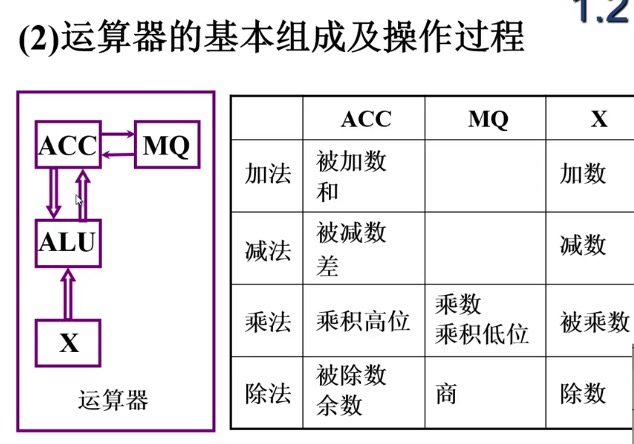 1.2
(2)运算器的基本组成及操作过程
ACC MQ
ALU
X
运算器
ACC MQ X
加法 被加数 加数
和
减法 被减数 减数
差
乘法 乘积高位 乘数 被乘数
乘积低位
除法 被除数 商 除数
余数